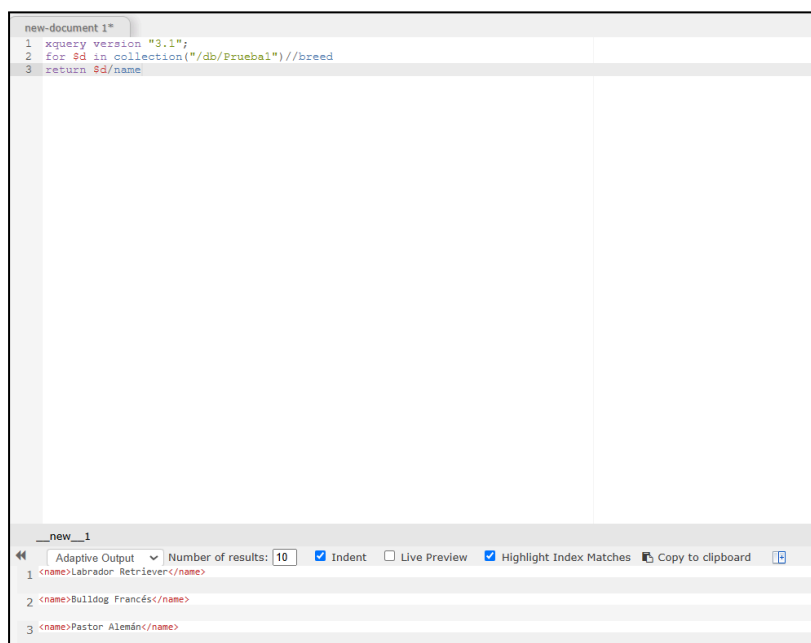 new-document 1*
1 xquery version "3.1";
2 for $d in collection("/db/Prueba1")//breed
3 return $d/name
__new__1
Adaptive Output Number of results: 10 Indent Live Preview Highlight Index Matches Copy to clipboard
1 <name>Labrador Retriever</name>
2 <name>Bulldog Francés</name>
3 <name>Pastor Alemán</name>